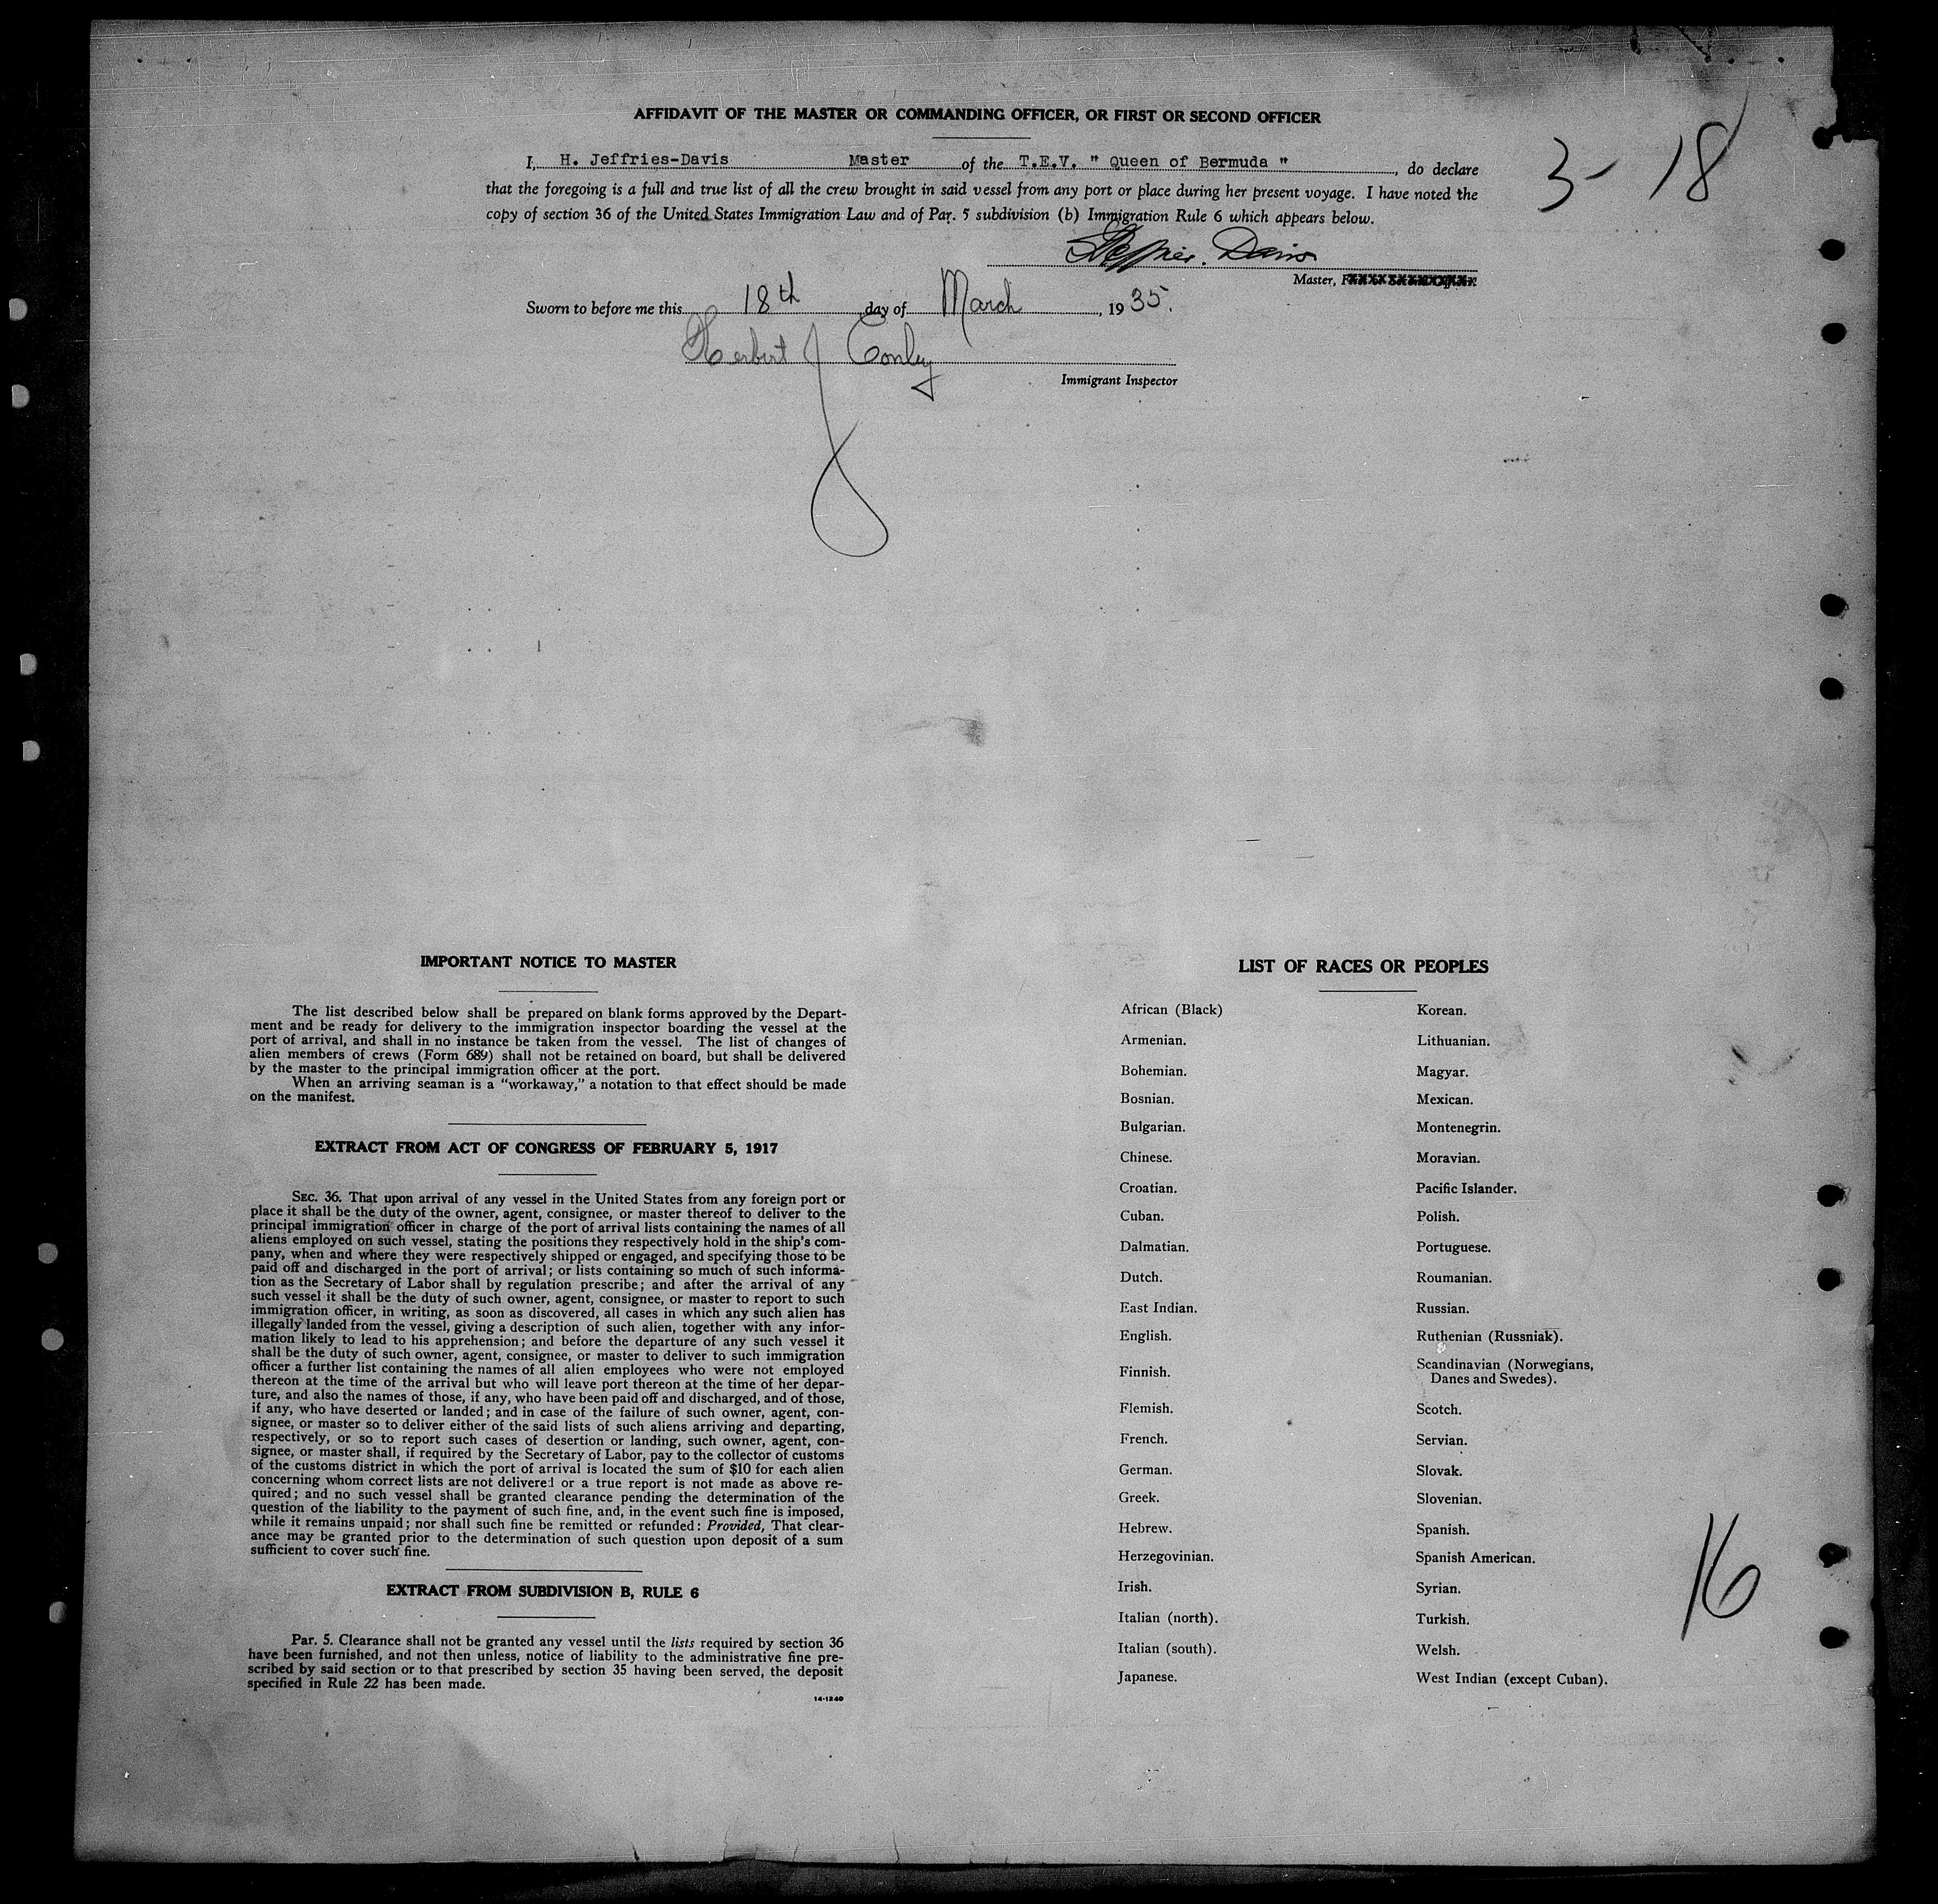 AFFIDAVIT OF THE MASTER OR COMMANDING OFFICER, OR FIRST OR SECOND OFFICER
I, H. Jeffries-Davis Master of the T.E.V. " Queen of Bermuda ", do declare
that the foregoing is a full and true list of all the crew brought in said vessel from any port or place during her present voyage. I have noted the
copy of section 36 of the United States Immigration Law and of Par. 5 subdivision (b) Immigration Rule 6 which appears below.
3- 18
Davis
Master,
Sworn to before me this 18th day of March, 1935.
Herbert J Conley
Immigrant Inspector
IMPORTANT NOTICE TO MASTER
The list described below shall be prepared on blank forms approved by the Depart-
ment and be ready for delivery to the immigration inspector boarding the vessel at the
port of arrival, and shall in no instance be taken from the vessel. The list of changes of
alien members of crews (Form 689) shall not be retained on board, but shall be delivered
by the master to the principal immigration officer at the port.
When an arriving seaman is a "workaway," a notation to that effect should be made
on the manifest.
EXTRACT FROM ACT OF CONGRESS OF FEBRUARY 5, 1917
SEC. 36. That upon arrival of any vessel in the United States from any foreign port or
place it shall be the duty of the owner, agent, consignee, or master thereof to deliver to the
principal immigration officer in charge of the port of arrival lists containing the names of all
aliens employed on such vessel, stating the positions they respectively hold in the ship's com-
pany, when and where they were respectively shipped or engaged, and specifying those to be
paid off and discharged in the port of arrival; or lists containing so much of such informa-
tion as the Secretary of Labor shall by regulation prescribe; and after the arrival of any
such vessel it shall be the duty of such owner, agent, consignee, or master to report to such
immigration officer, in writing, as soon as discovered, all cases in which any such alien has
illegally landed from the vessel, giving a description of such alien, together with any infor-
mation likely to lead to his apprehension; and before the departure of any such vessel it
shall be the duty of such owner, agent, consignee, or master to deliver to such immigration
officer a further list containing the names of all alien employees who were not employed
thereon at the time of the arrival but who will leave port thereon at the time of her depar-
ture, and also the names of those, if any, who have been paid off and discharged, and of those,
if any, who have deserted or landed; and in case of the failure of such owner, agent, con-
signee, or master so to deliver either of the said lists of such aliens arriving and departing,
respectively, or so to report such cases of desertion or landing, such owner, agent, con-
signee, or master shall, if required by the Secretary of Labor, pay to the collector of customs
of the customs district in which the port of arrival is located the sum of $10 for each alien
concerning whom correct lists are not delivered or a true report is not made as above re-
quired; and no such vessel shall be granted clearance pending the determination of the
question of the liability to the payment of such fine, and, in the event such fine is imposed,
while it remains unpaid; nor shall such fine be remitted or refunded: Provided, That clear-
ance may be granted prior to the determination of such question upon deposit of a sum
sufficient to cover such fine.
EXTRACT FROM SUBDIVISION B, RULE 6
Par. 5. Clearance shall not be granted any vessel until the lists required by section 36
have been furnished, and not then unless, notice of liability to the administrative fine pre-
scribed by said section or to that prescribed by section 35 having been served, the deposit
specified in Rule 22 has been made.
14-1240
LIST OF RACES OR PEOPLES
African (Black)
Armenian.
Bohemian.
Bosnian.
Bulgarian.
Chinese.
Croatian.
Cuban.
Dalmatian.
Dutch.
East Indian.
English.
Finnish.
Flemish.
French.
German.
Greek.
Hebrew.
Herzegovinian.
Irish.
Italian (north).
Italian (south).
Japanese.
Korean.
Lithuanian.
Magyar.
Mexican.
Montenegrin.
Moravian.
Pacific Islander.
Polish.
Portuguese.
Roumanian.
Russian.
Ruthenian (Russniak).
Scandinavian (Norwegians,
Danes and Swedes).
Scotch.
Servian.
Slovak.
Slovenian.
Spanish.
Spanish American.
Syrian.
Turkish.
Welsh.
West Indian (except Cuban).
16